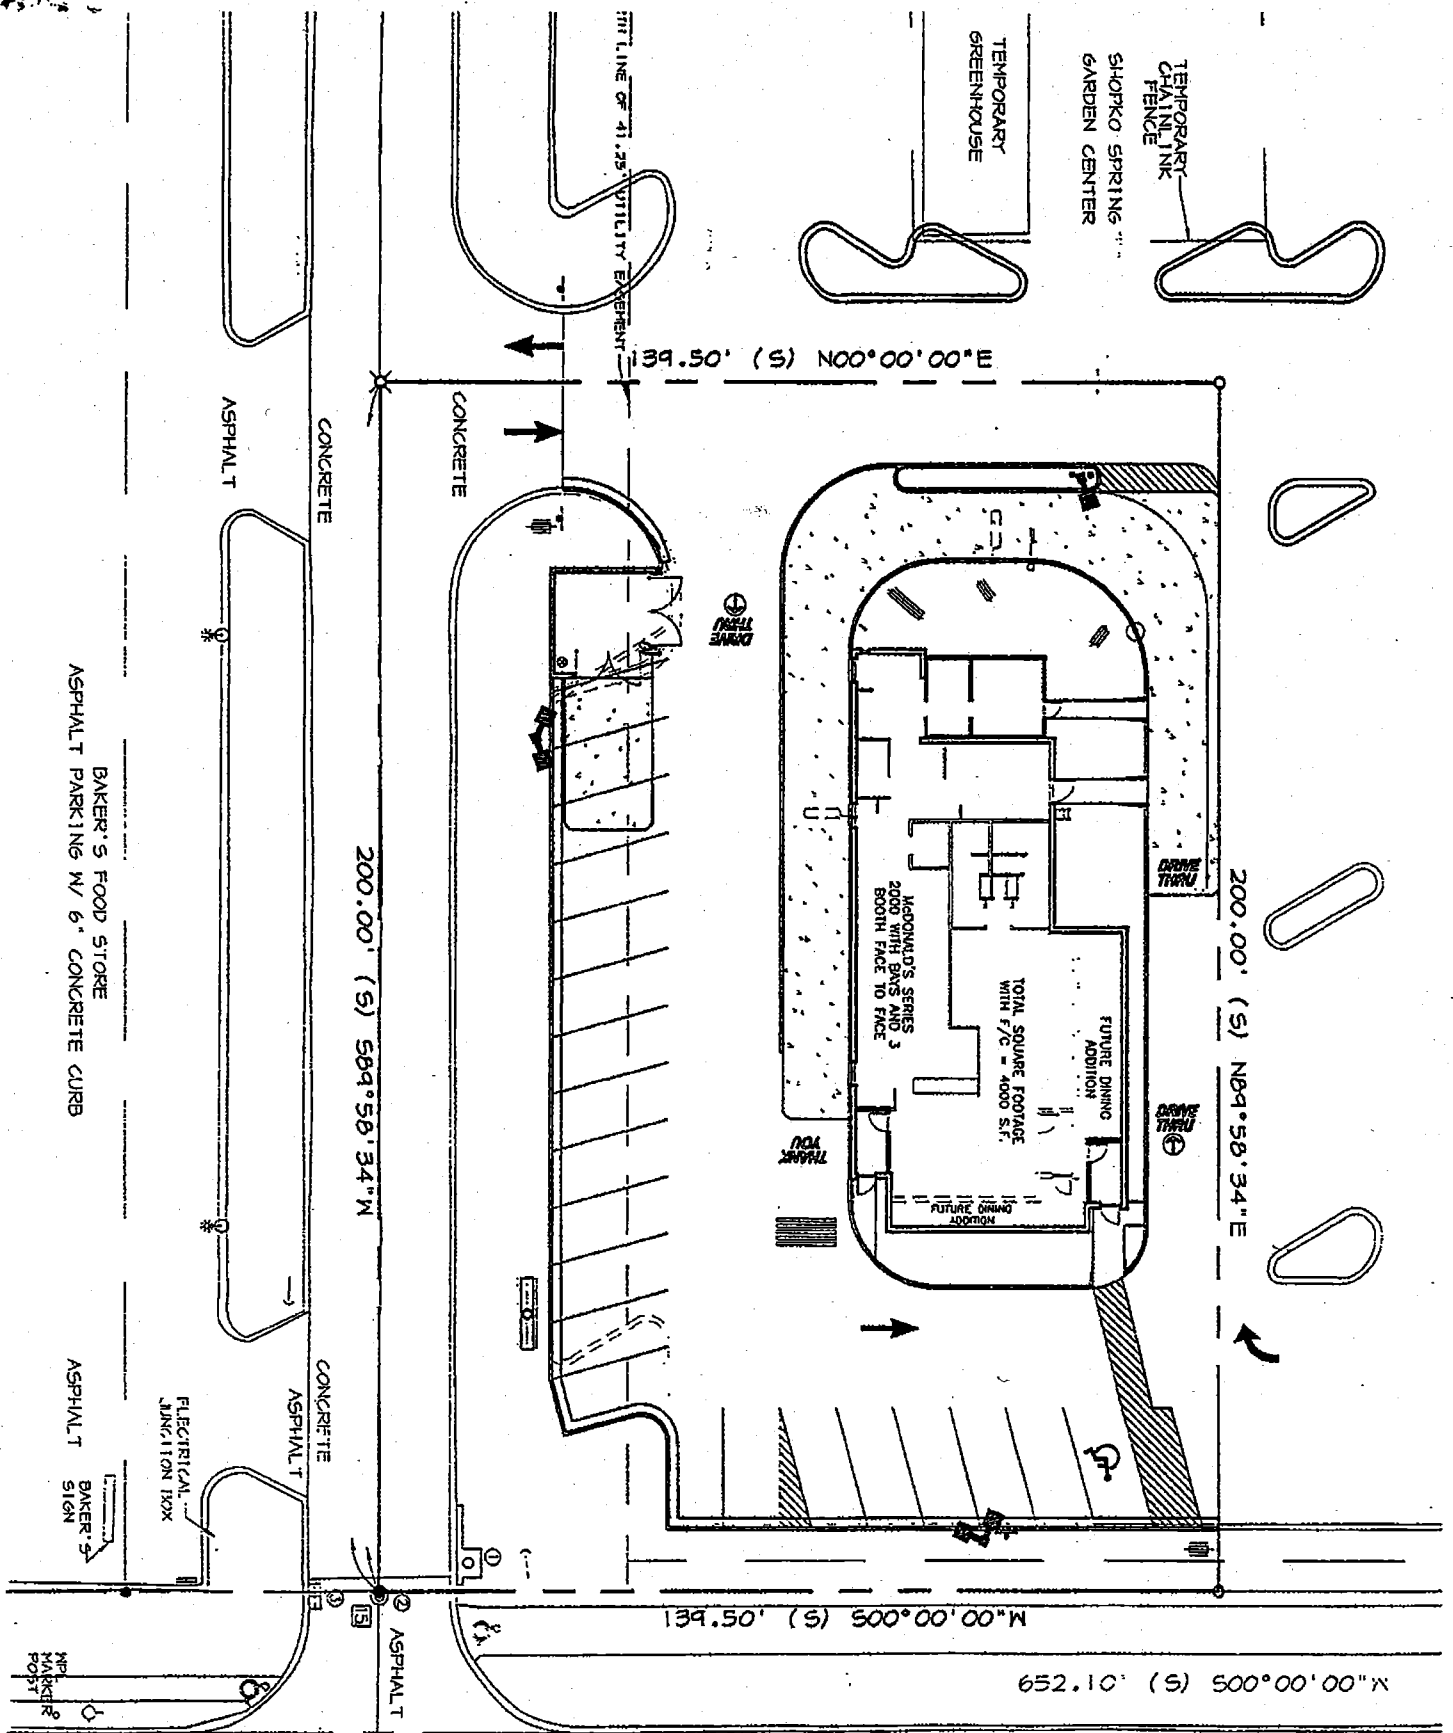 TEMPORARY
CHAINLINK
FENCE
SHOPKO SPRING
GARDEN CENTER
TEMPORARY
GREENHOUSE
LINE OF 41.25' UTILITY EASEMENT
139.50' (S) N00°00'00"E
CONCRETE
CONCRETE
ASPHALT
DRIVE
THRU
DRIVE
THRU
200.00' (S) N89°58'34"E
McDONALD'S SERIES
2000 WITH BAYS AND 3
BOOTH FACE TO FACE
TOTAL SQUARE FOOTAGE
WITH F/C = 4000 S.F.
FUTURE DINING
ADDITION
DRIVE
THRU
THANK
YOU
FUTURE DINING
ADDITION
200.00' (S) S89°58'34"W
BAKER'S FOOD STORE
ASPHALT PARKING W/ 6" CONCRETE CURB
CONCRETE
ASPHALT
ASPHALT
ELECTRICAL
JUNCTION BOX
BAKER'S
SIGN
1
2
3
15
ASPHALT
139.50' (S) S00°00'00"W
652.10' (S) S00°00'00"W
MARKER
POST